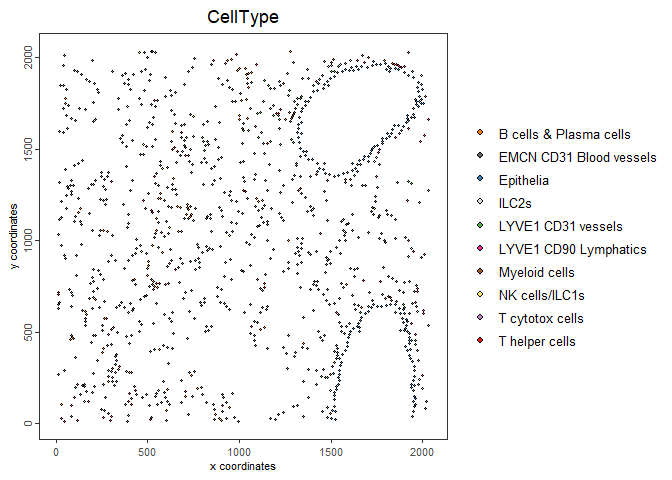 CellType
2000
1500
1000
500
0
y coordinates
0
500
1000
1500
2000
x coordinates
B cells & Plasma cells
EMCN CD31 Blood vessels
Epithelia
ILC2s
LYVE1 CD31 vessels
LYVE1 CD90 Lymphatics
Myeloid cells
NK cells/ILC1s
T cytotox cells
T helper cells